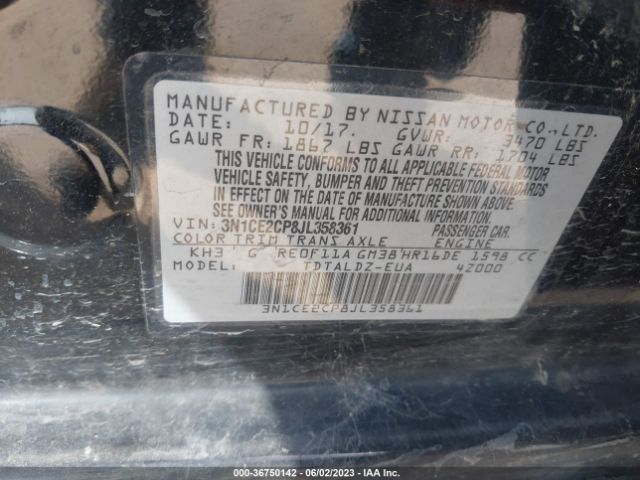 MANUFACTURED BY NISSAN MOTOR CO., LTD.
DATE: 10/17. GVWR: 3470 LBS
GAWR FR: 1867 LBS GAWR RR: 1704 LBS
THIS VEHICLE CONFORMS TO ALL APPLICABLE FEDERAL MOTOR
VEHICLE SAFETY, BUMPER AND THEFT PREVENTION STANDARDS
IN EFFECT ON THE DATE OF MANUFACTURE SHOWN ABOVE.
SEE OWNER'S MANUAL FOR ADDITIONAL INFORMATION.
VIN: 3N1CE2CP8JL358361 PASSENGER CAR.
COLOR TRIM TRANS AXLE ENGINE
KH3 G RE0F11A GM38 HR16DE 1598 CC
MODEL: TDTALDZ-EUA 4Z000
3N1CE2CP8JL358361
000-36750142 - 06/02/2023 - IAA Inc.